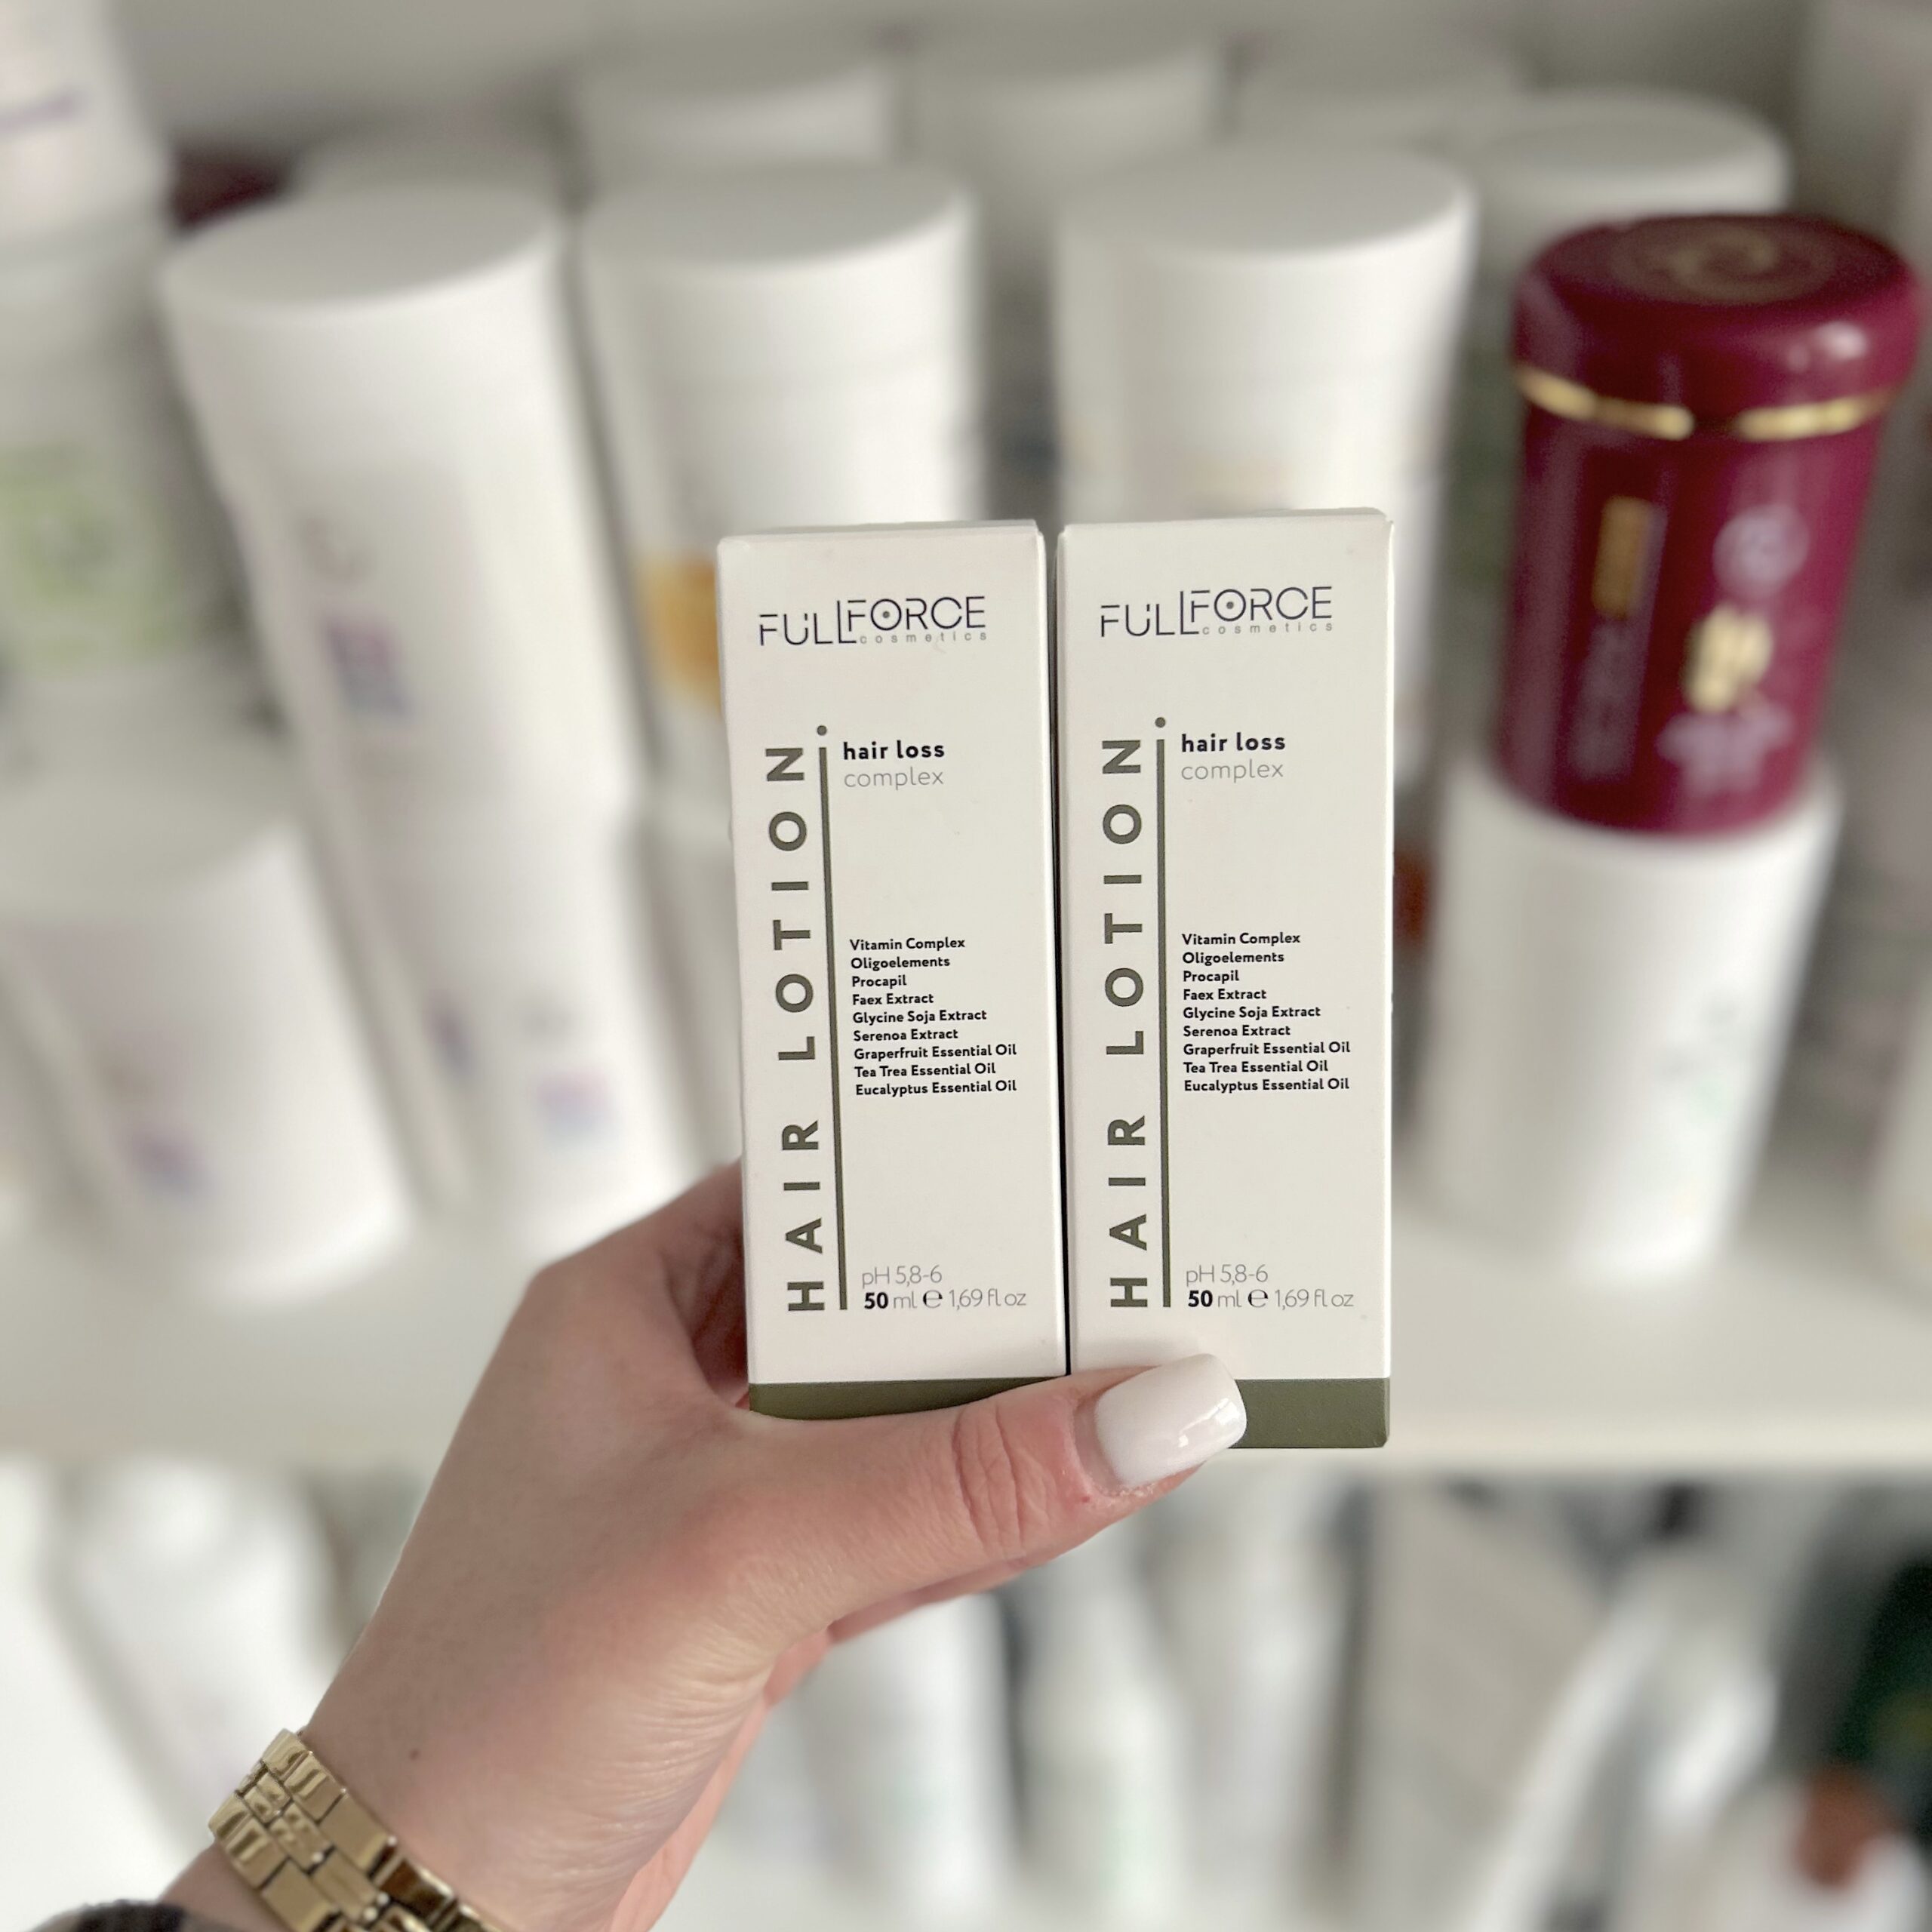 FULLFORCE
cosmetics
HAIR LOTION
hair loss
complex
Vitamin Complex
Oligoelements
Procapil
Faex Extract
Glycine Soja Extract
Serenoa Extract
Graperfruit Essential Oil
Tea Trea Essential Oil
Eucalyptus Essential Oil
pH 5,8-6
50 ml ℮ 1,69 fl oz
FULLFORCE
cosmetics
HAIR LOTION
hair loss
complex
Vitamin Complex
Oligoelements
Procapil
Faex Extract
Glycine Soja Extract
Serenoa Extract
Graperfruit Essential Oil
Tea Trea Essential Oil
Eucalyptus Essential Oil
pH 5,8-6
50 ml ℮ 1,69 fl oz